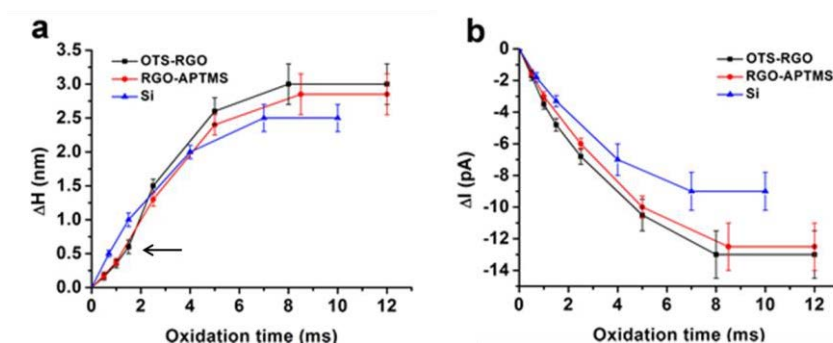 a
3.5
3.0
2.5
2.0
1.5
1.0
0.5
0.0
ΔH (nm)
OTS-RGO
RGO-APTMS
Si
0 2 4 6 8 10 12
Oxidation time (ms)
b
0
-2
-4
-6
-8
-10
-12
-14
ΔI (pA)
OTS-RGO
RGO-APTMS
Si
0 2 4 6 8 10 12
Oxidation time (ms)